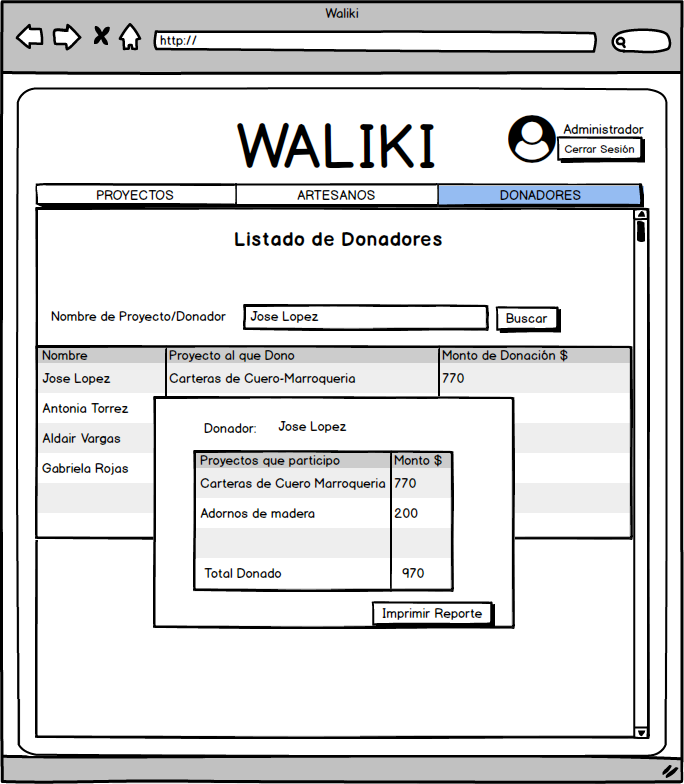 Waliki
http://
WALIKI
Administrador
Cerrar Sesión
PROYECTOS ARTESANOS DONADORES
Listado de Donadores
Nombre de Proyecto/Donador Jose Lopez Buscar
Nombre Proyecto al que Dono Monto de Donación $
Jose Lopez Carteras de Cuero-Marroqueria 770
Antonia Torrez
Aldair Vargas
Gabriela Rojas
Donador: Jose Lopez
Proyectos que participo Monto $
Carteras de Cuero Marroqueria 770
Adornos de madera 200
Total Donado 970
Imprimir Reporte